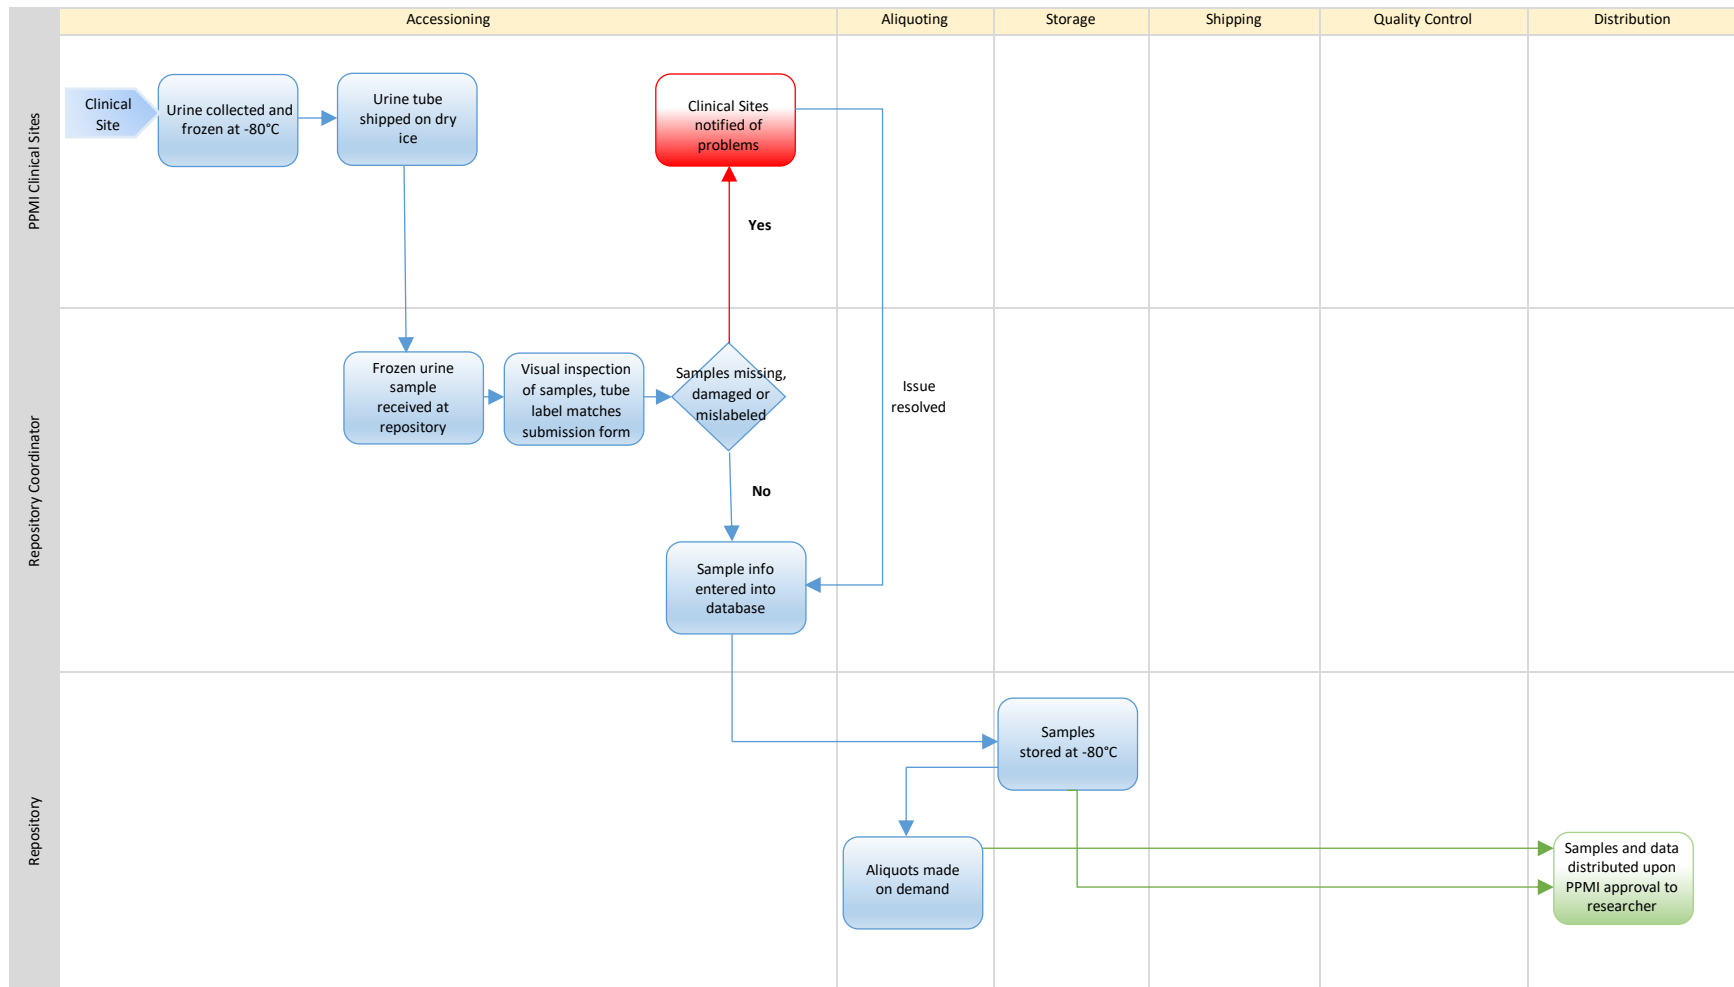 Accessioning
Aliquoting
Storage
Shipping
Quality Control
Distribution
PPMI Clinical Sites
Clinical
Site
Urine collected and
frozen at -80°C
Urine tube
shipped on dry
ice
Clinical Sites
notified of
problems
Yes
Repository Coordinator
Frozen urine
sample
received at
repository
Visual inspection
of samples, tube
label matches
submission form
Samples missing,
damaged or
mislabeled
Issue
resolved
No
Sample info
entered into
database
Repository
Samples
stored at -80°C
Aliquots made
on demand
Samples and data
distributed upon
PPMI approval to
researcher